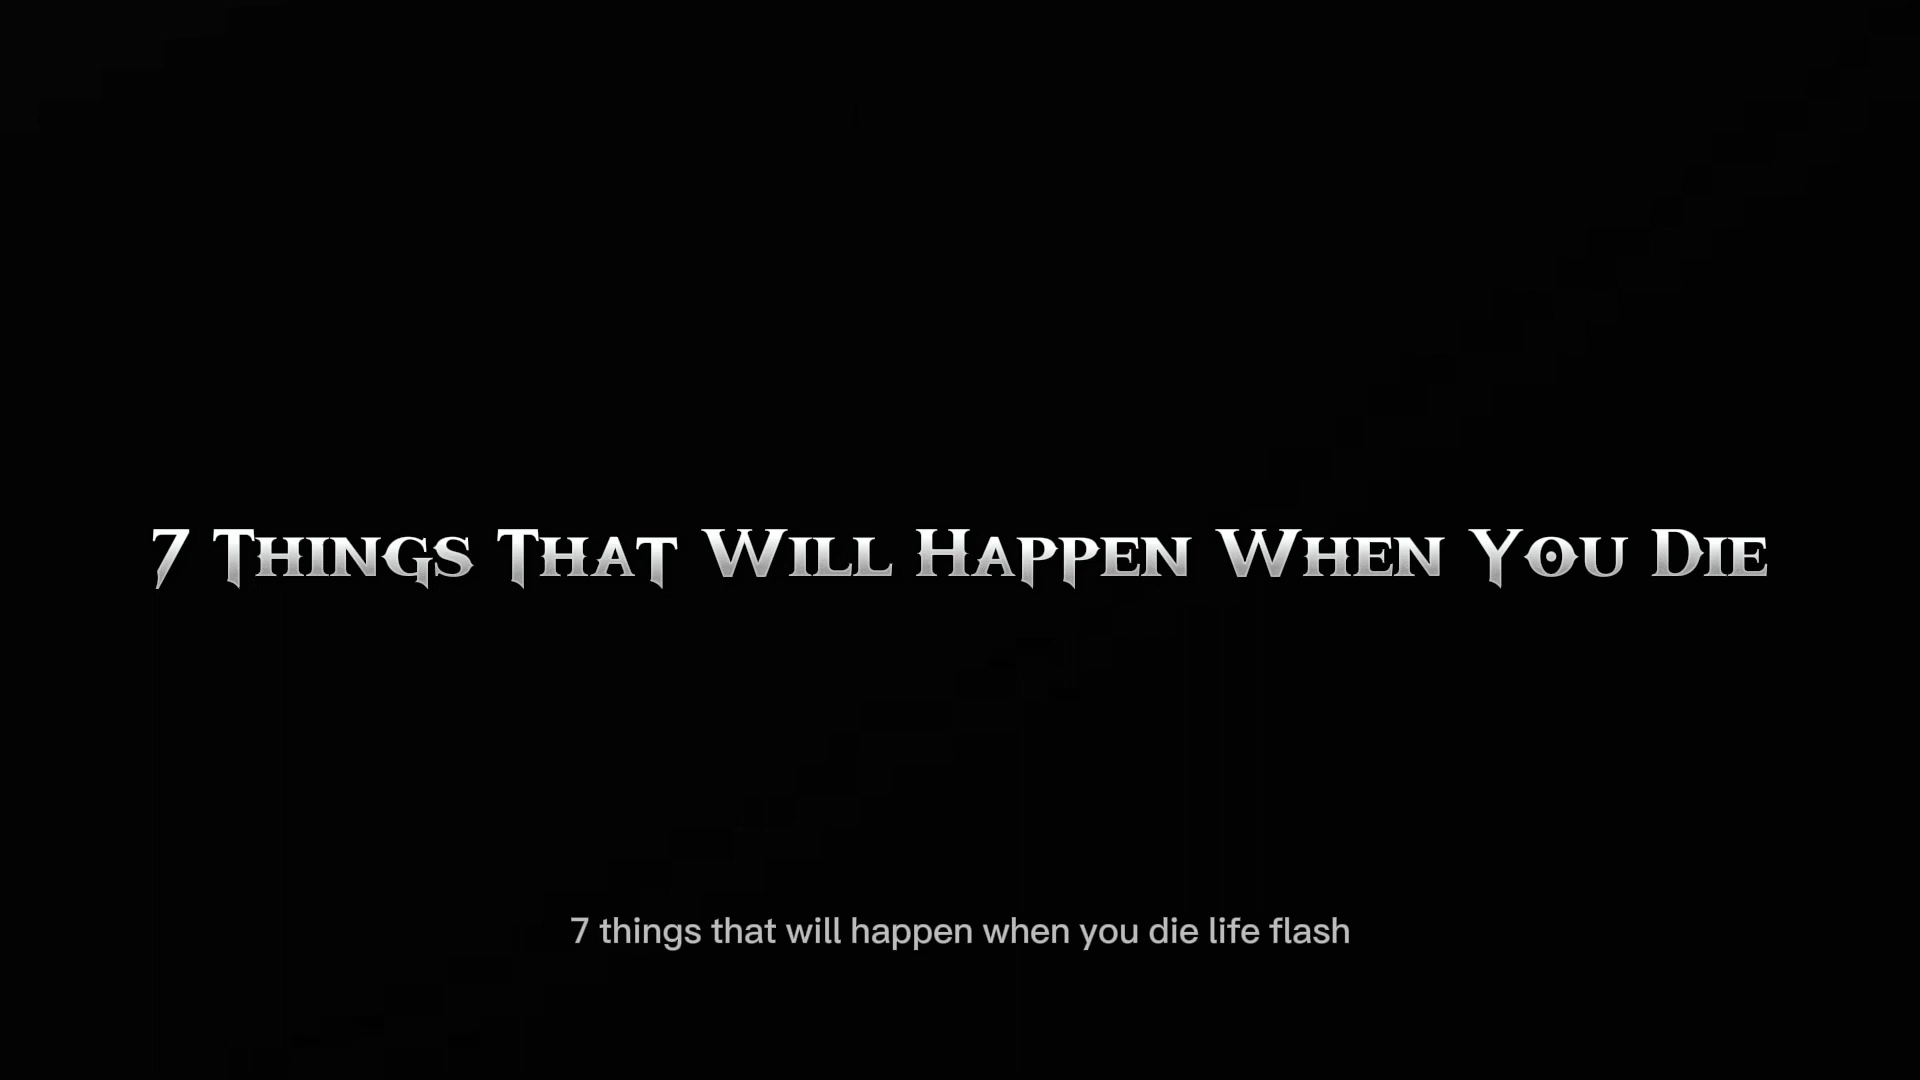 7 Things That Will Happen When You Die
7 things that will happen when you die life flash